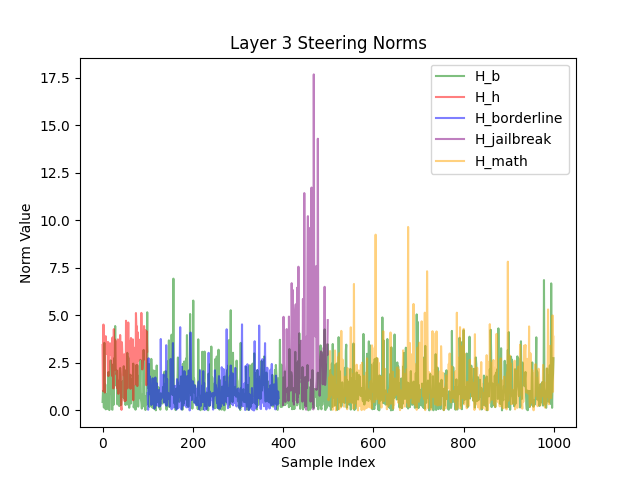 Layer 3 Steering Norms
H_b
H_h
H_borderline
H_jailbreak
H_math
Norm Value
17.5
15.0
12.5
10.0
7.5
5.0
2.5
0.0
0
200
400
600
800
1000
Sample Index